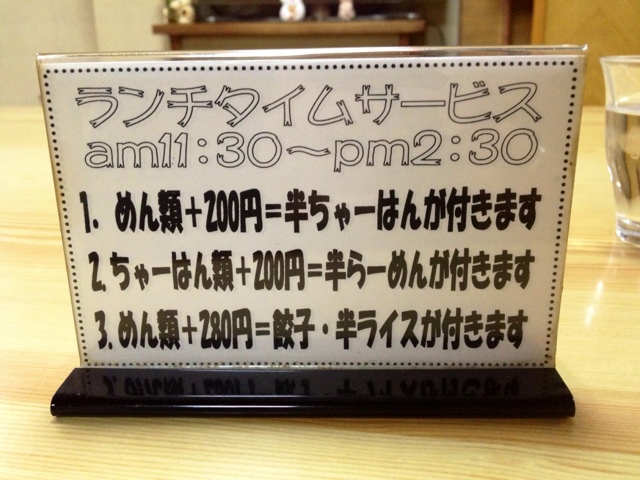 ランチタイムサービス
am11:30～pm2:30
1. めん類＋200円＝半ちゃーはんが付きます
2. ちゃーはん類＋200円＝半らーめんが付きます
3. めん類＋280円＝餃子・半ライスが付きます